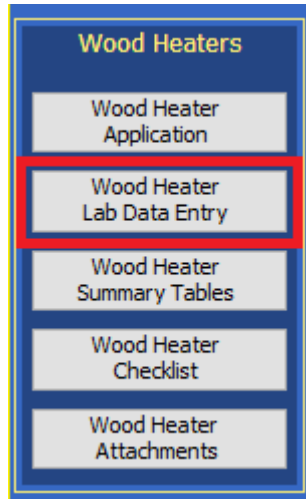 Wood Heaters
Wood Heater
Application
Wood Heater
Lab Data Entry
Wood Heater
Summary Tables
Wood Heater
Checklist
Wood Heater
Attachments